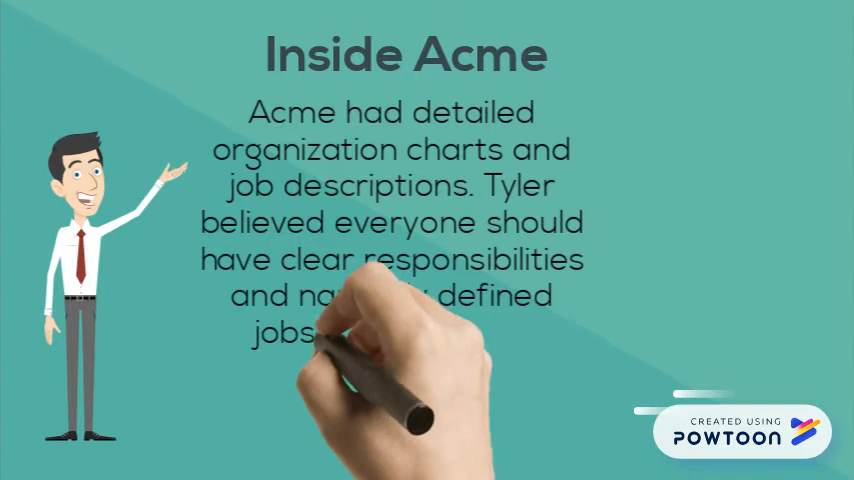 Inside Acme
Acme had detailed
organization charts and
job descriptions. Tyler
believed everyone should
have clear responsibilities
and defined
jobs
CREATED USING
POWTOON